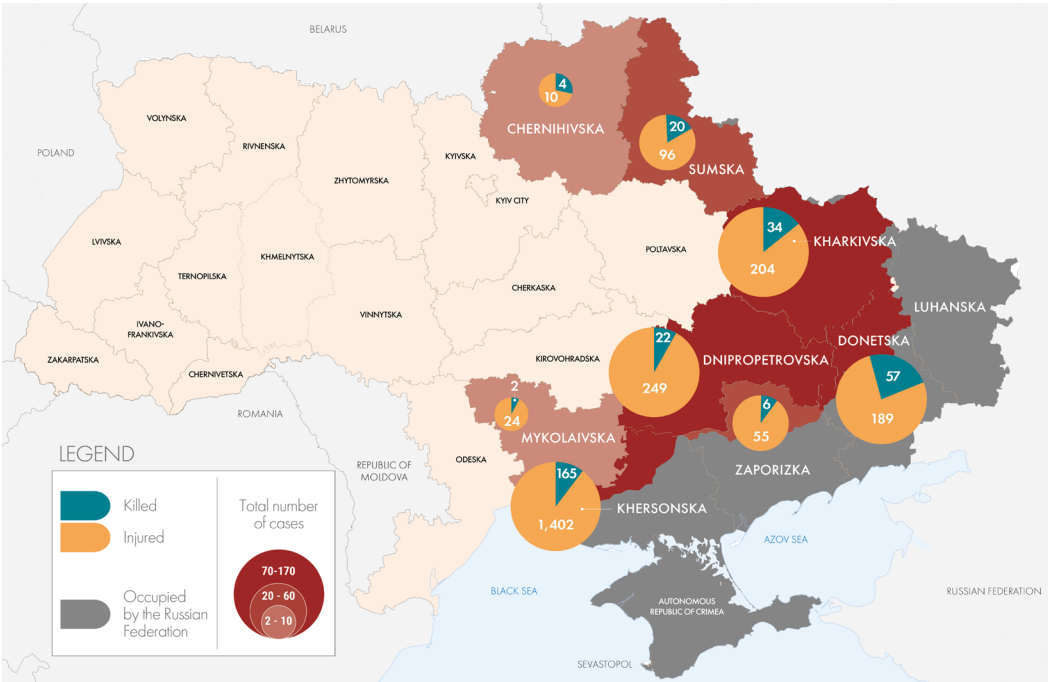 BELARUS
4
10
CHERNIHIVSKA
VOLYNSKA
20
RIVNENSKA
POLAND
KYIVSKA
96
SUMSKA
ZHYTOMYRSKA
KYIV CITY
34
LVIVSKA
KHARKIVSKA
POLTAVSKA
KHMELNYTSKA
204
TERNOPILSKA
CHERKASKA
LUHANSKA
VINNYTSKA
IVANO-
FRANKIVSKA
22
DONETSKA
ZAKARPATSKA
KIROVOHRADSKA
DNIPROPETROVSKA
CHERNIVETSKA
249
57
2
6
ROMANIA
24
189
55
MYKOLAIVSKA
LEGEND
ODESKA
REPUBLIC OF
MOLDOVA
ZAPORIZKA
165
Killed
Total number
of cases
KHERSONSKA
1,402
Injured
AZOV SEA
70-170
BLACK SEA
RUSSIAN FEDERATION
20 - 60
Occupied
by the Russian
Federation
AUTONOMOUS
REPUBLIC OF CRIMEA
2 - 10
SEVASTOPOL